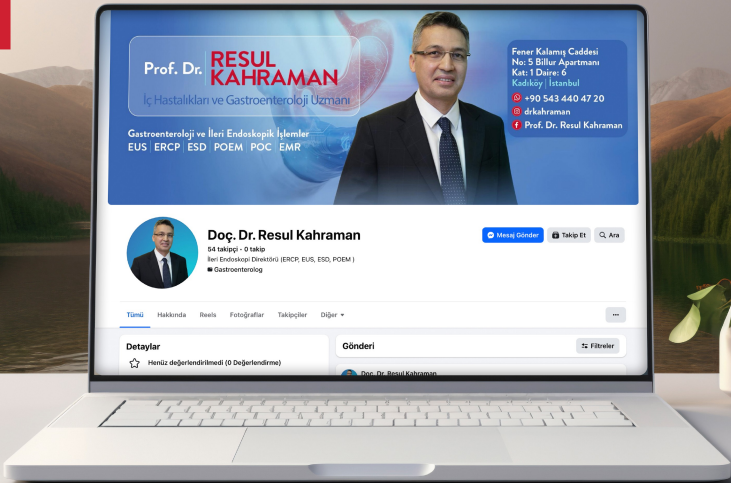 Prof. Dr. RESUL KAHRAMAN
İç Hastalıkları ve Gastroenteroloji Uzmanı
Gastroenteroloji ve İleri Endoskopik İşlemler
EUS | ERCP | ESD | POEM | POC | EMR
Fener Kalamış Caddesi
No: 5 Billur Apartmanı
Kat: 1 Daire: 6
Kadıköy | İstanbul
+90 543 440 47 20
drkahraman
Prof. Dr. Resul Kahraman
Doç. Dr. Resul Kahraman
54 takipçi • 0 takip
İleri Endoskopi Direktörü (ERCP, EUS, ESD, POEM )
Gastroenterolog
Mesaj Gönder
Takip Et
Ara
Tümü Hakkında Reels Fotoğraflar Takipçiler Diğer
Detaylar
Henüz değerlendirilmedi (0 Değerlendirme)
Gönderi
Filtreler
Doç. Dr. Resul Kahraman